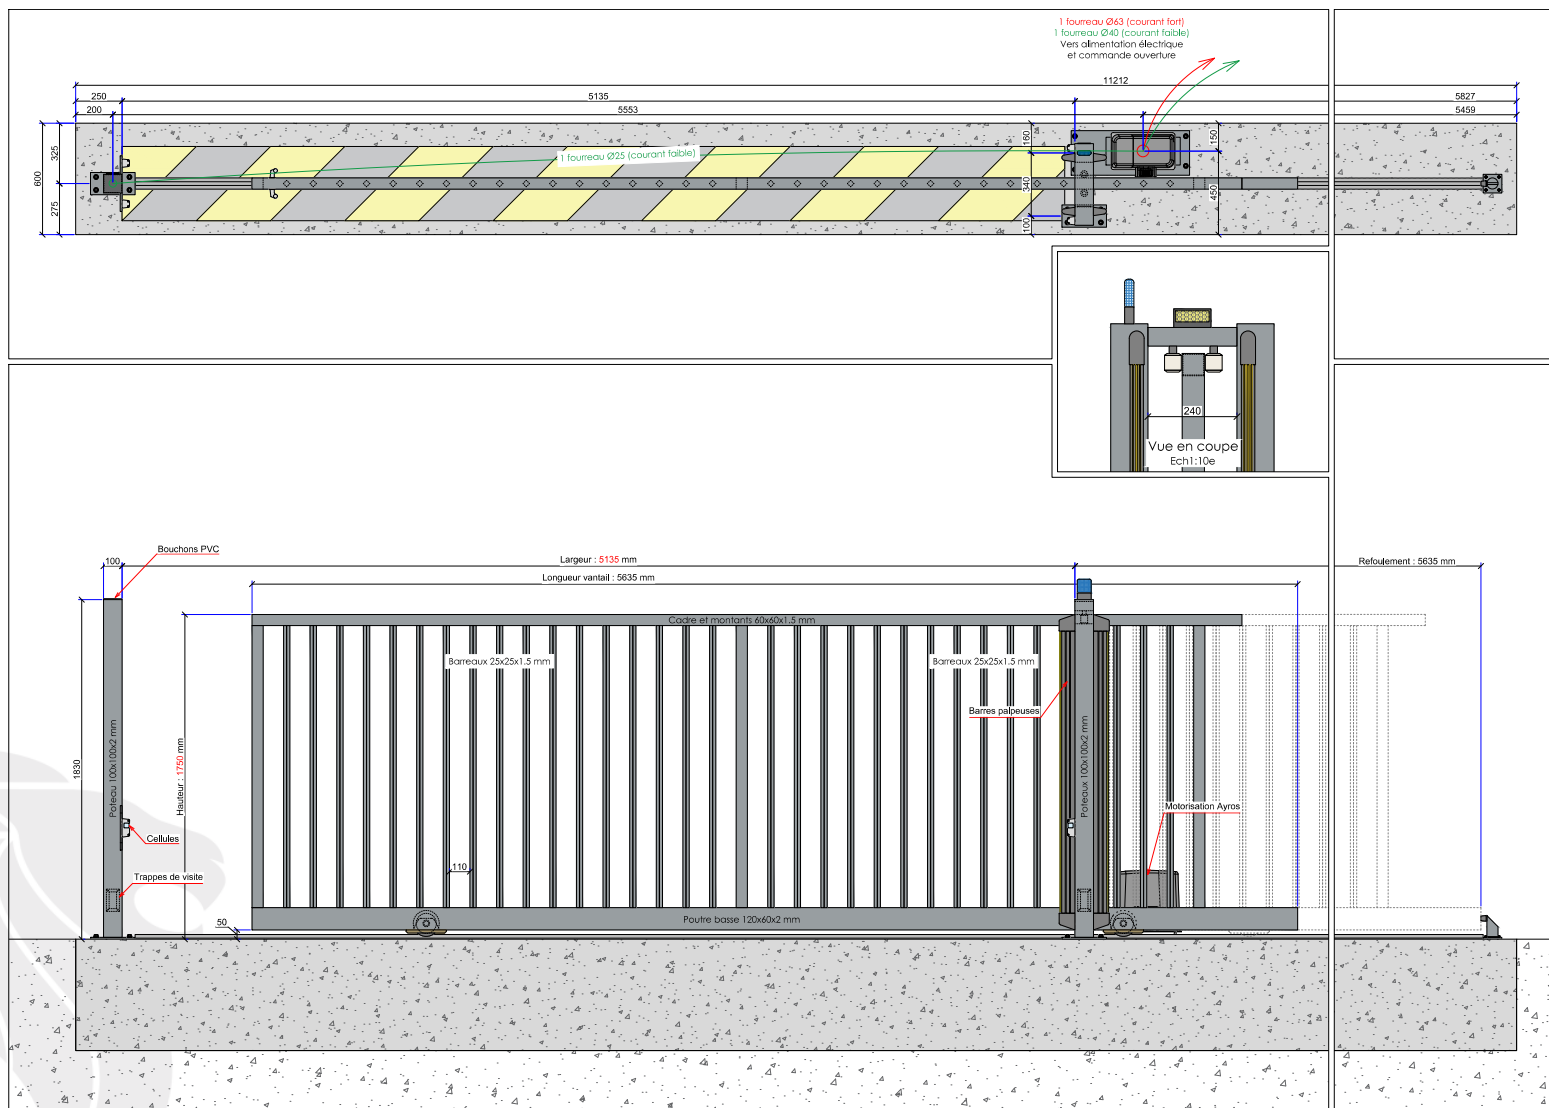 1 fourreau Ø63 (courant fort)
1 fourreau Ø40 (courant faible)
Vers alimentation électrique
et commande ouverture
11212
250
5135
5827
200
5553
5459
600
325
275
1 fourreau Ø25 (courant faible)
160
340
100
150
450
240
Vue en coupe
Ech1:10e
Bouchons PVC
100
Largeur : 5135 mm
Refoulement : 5635 mm
Longueur vantail : 5635 mm
Cadre et montants 60x60x1.5 mm
Barreaux 25x25x1.5 mm
Barreaux 25x25x1.5 mm
Barres palpeuses
1830
Poteau 100x100x2 mm
Hauteur : 1750 mm
Poteaux 100x100x2 mm
Motorisation Ayros
Cellules
110
Trappes de visite
50
Poutre basse 120x60x2 mm